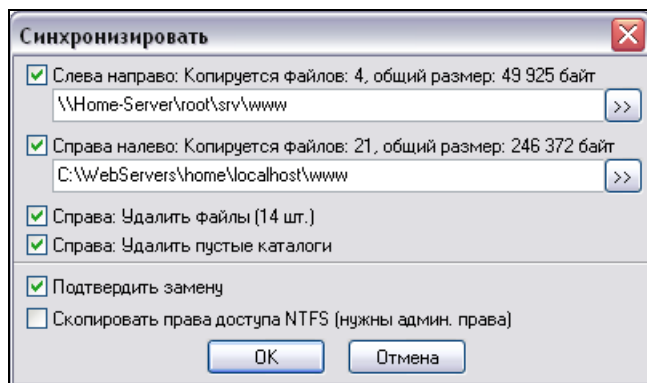 Синхронизировать
Слева направо: Копируется файлов: 4, общий размер: 49 925 байт
\\Home-Server\root\srv\www
>>
Справа налево: Копируется файлов: 21, общий размер: 246 372 байт
C:\WebServers\home\localhost\www
>>
Справа: Удалить файлы (14 шт.)
Справа: Удалить пустые каталоги
Подтвердить замену
Скопировать права доступа NTFS (нужны админ. права)
OK Отмена